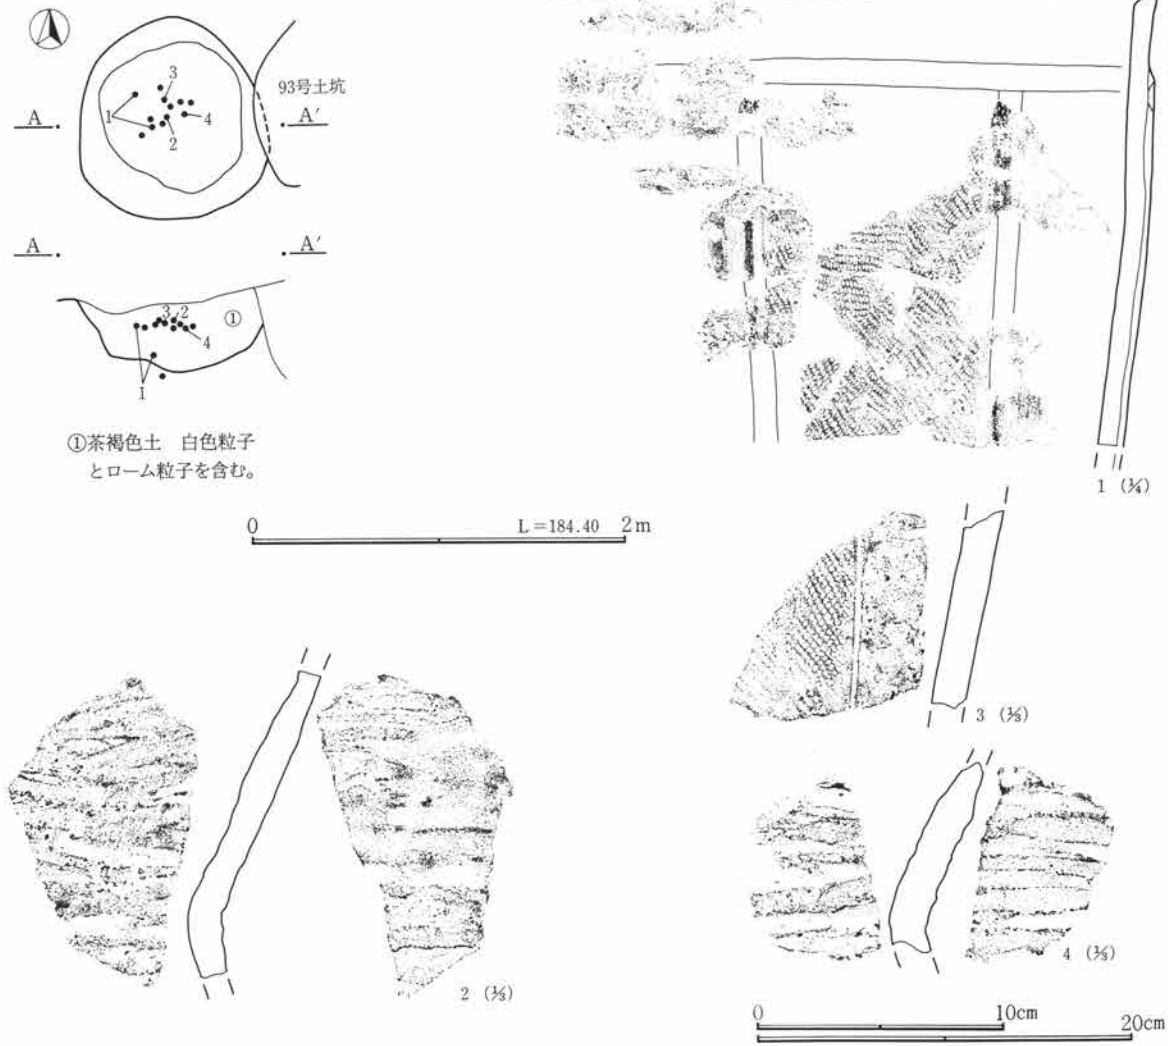 3
93号土坑
A
A′
1
4
2
A
A′
3 2
①
4
1
①茶褐色土 白色粒子
とローム粒子を含む。
0 L=184.40 2m
1 (¼)
3 (⅓)
2 (⅓)
4 (⅓)
0 10cm
20cm